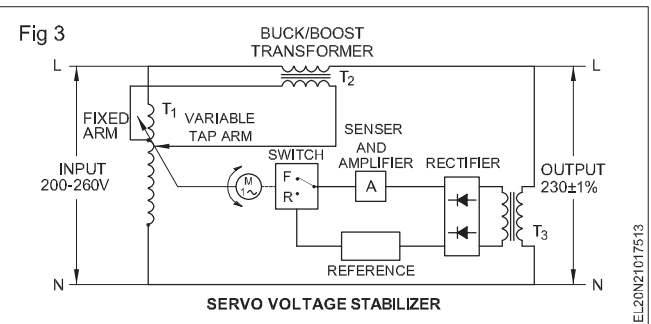 Fig 3
BUCK/BOOST
TRANSFORMER
L
L
T2
T1
FIXED
ARM
VARIABLE
TAP ARM
SENSER
AND
AMPLIFIER
SWITCH
RECTIFIER
INPUT
200-260V
OUTPUT
230±1%
M
1~
F
R
A
T3
REFERENCE
N
N
SERVO VOLTAGE STABILIZER
EL20N21017513